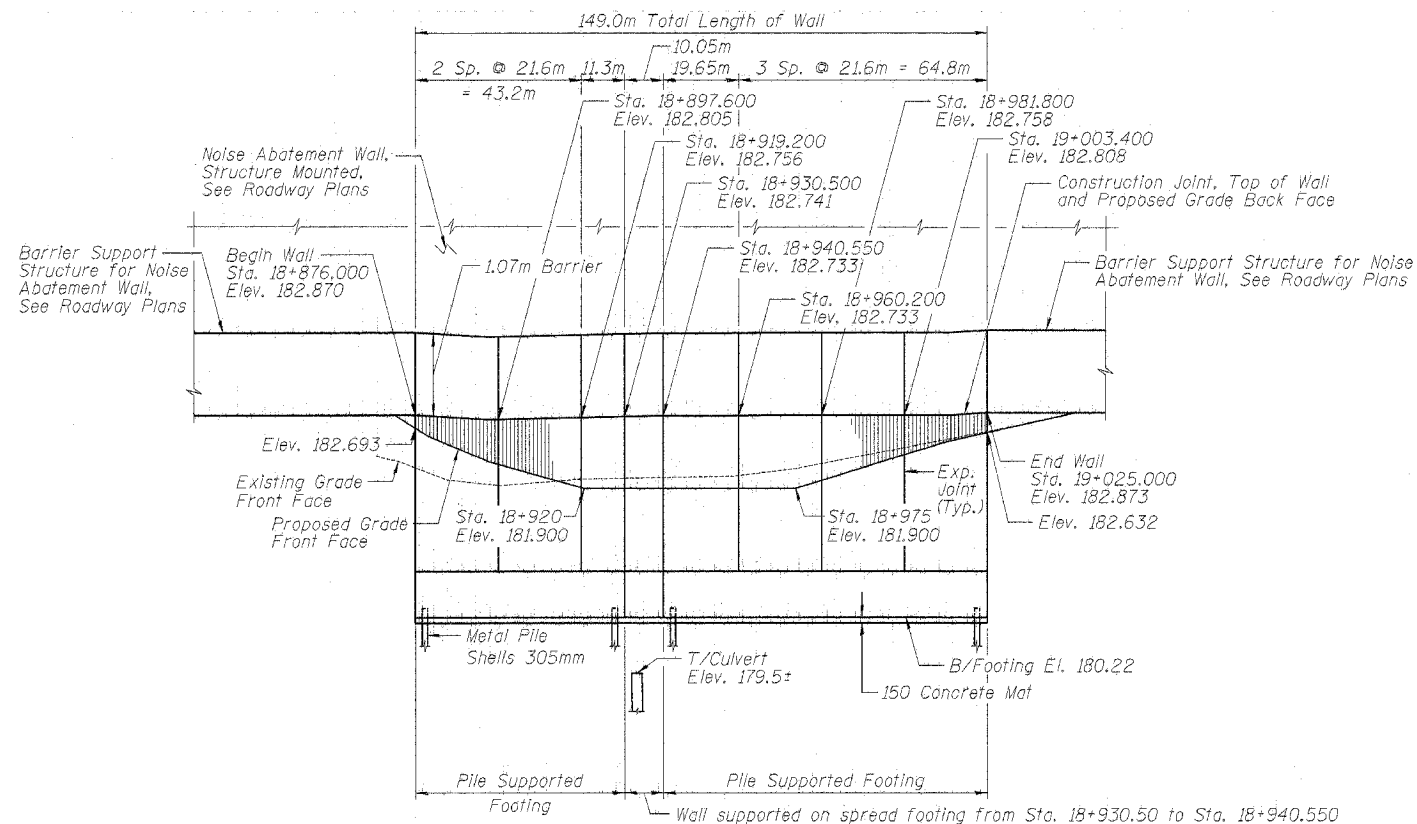 149.0m Total Length of Wall
10.05m
2 Sp. @ 21.6m
= 43.2m
11.3m
19.65m
3 Sp. @ 21.6m = 64.8m
Sta. 18+897.600
Elev. 182.805
Sta. 18+981.800
Elev. 182.758
Sta. 18+919.200
Elev. 182.756
Sta. 19+003.400
Elev. 182.808
Noise Abatement Wall,
Structure Mounted,
See Roadway Plans
Sta. 18+930.500
Elev. 182.741
Construction Joint, Top of Wall
and Proposed Grade Back Face
Barrier Support
Structure for Noise
Abatement Wall,
See Roadway Plans
Begin Wall
Sta. 18+876.000
Elev. 182.870
1.07m Barrier
Sta. 18+940.550
Elev. 182.733
Barrier Support Structure for Noise
Abatement Wall, See Roadway Plans
Sta. 18+960.200
Elev. 182.733
Elev. 182.693
Existing Grade
Front Face
Proposed Grade
Front Face
Sta. 18+920
Elev. 181.900
Sta. 18+975
Elev. 181.900
Exp.
Joint
(Typ.)
End Wall
Sta. 19+025.000
Elev. 182.873
Elev. 182.632
Metal Pile
Shells 305mm
T/Culvert
Elev. 179.5±
B/Footing El. 180.22
150 Concrete Mat
Pile Supported
Footing
Pile Supported Footing
Wall supported on spread footing from Sta. 18+930.50 to Sta. 18+940.550